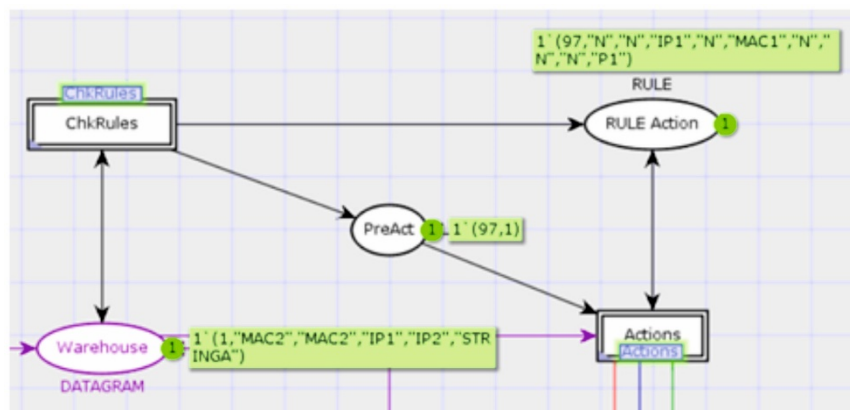 1`(97,"N","N","IP1","N","MAC1","N","
N","N","P1")
RULE
ChkRules
ChkRules
RULE Action
1
PreAct
1
1`(97,1)
Warehouse
1
1`(1,"MAC2","MAC2","IP1","IP2","STR
INGA")
Actions
Actions
DATAGRAM